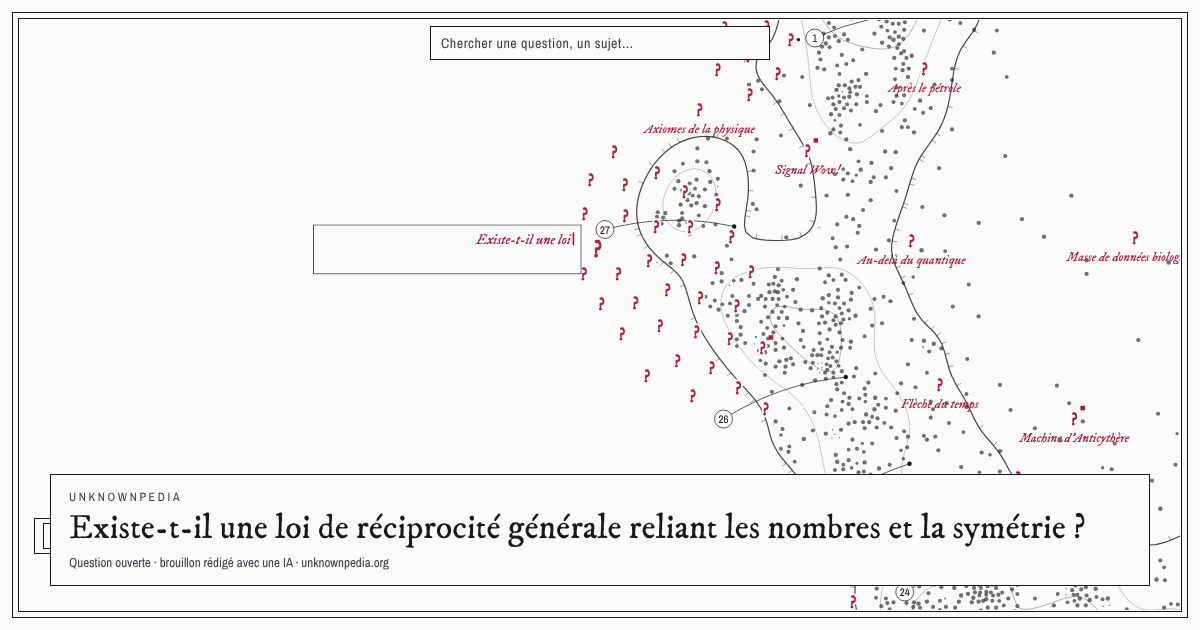 Chercher une question, un sujet…
1
Après le pétrole
Axiomes de la physique
Signal Wow!
27
Existe-t-il une loi
Au-delà du quantique
Masse de données biolog
Flèche du temps
26
Machine d'Anticythère
UNKNOWNPEDIA
Existe-t-il une loi de réciprocité générale reliant les nombres et la symétrie ?
Question ouverte · brouillon rédigé avec une IA · unknownpedia.org
24